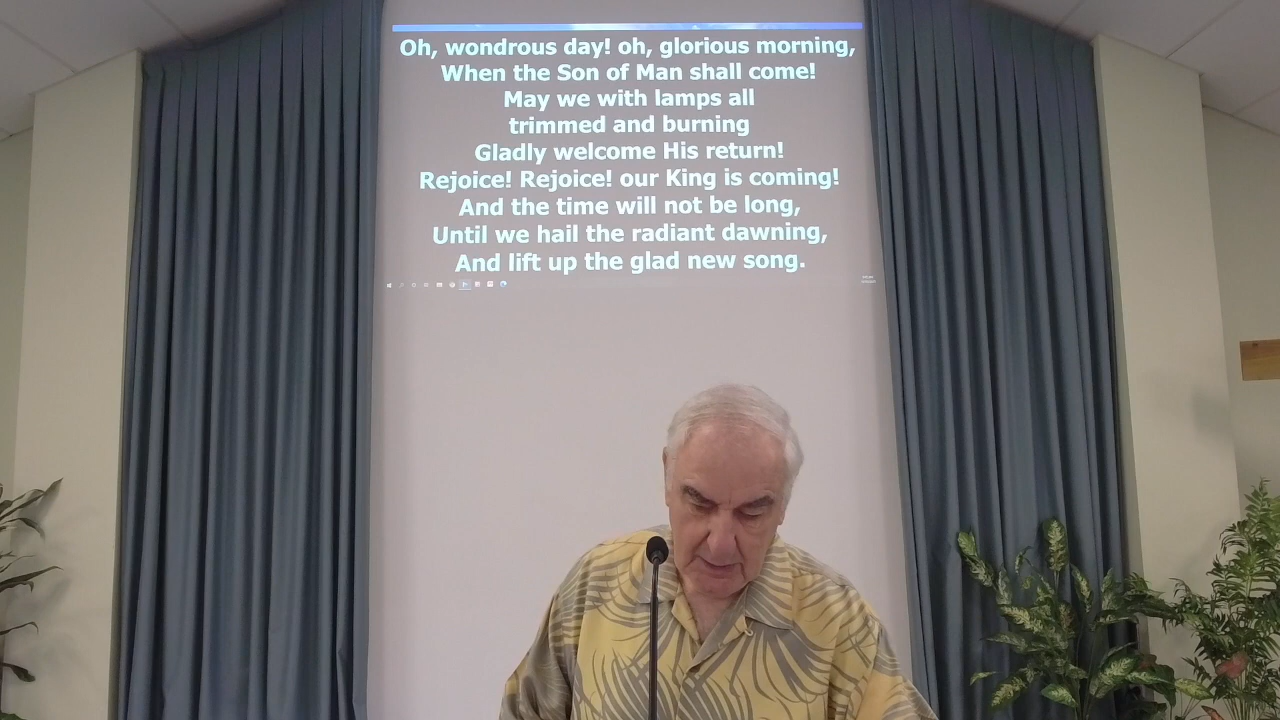 Oh, wondrous day! oh, glorious morning,
When the Son of Man shall come!
May we with lamps all
trimmed and burning
Gladly welcome His return!
Rejoice! Rejoice! our King is coming!
And the time will not be long,
Until we hail the radiant dawning,
And lift up the glad new song.